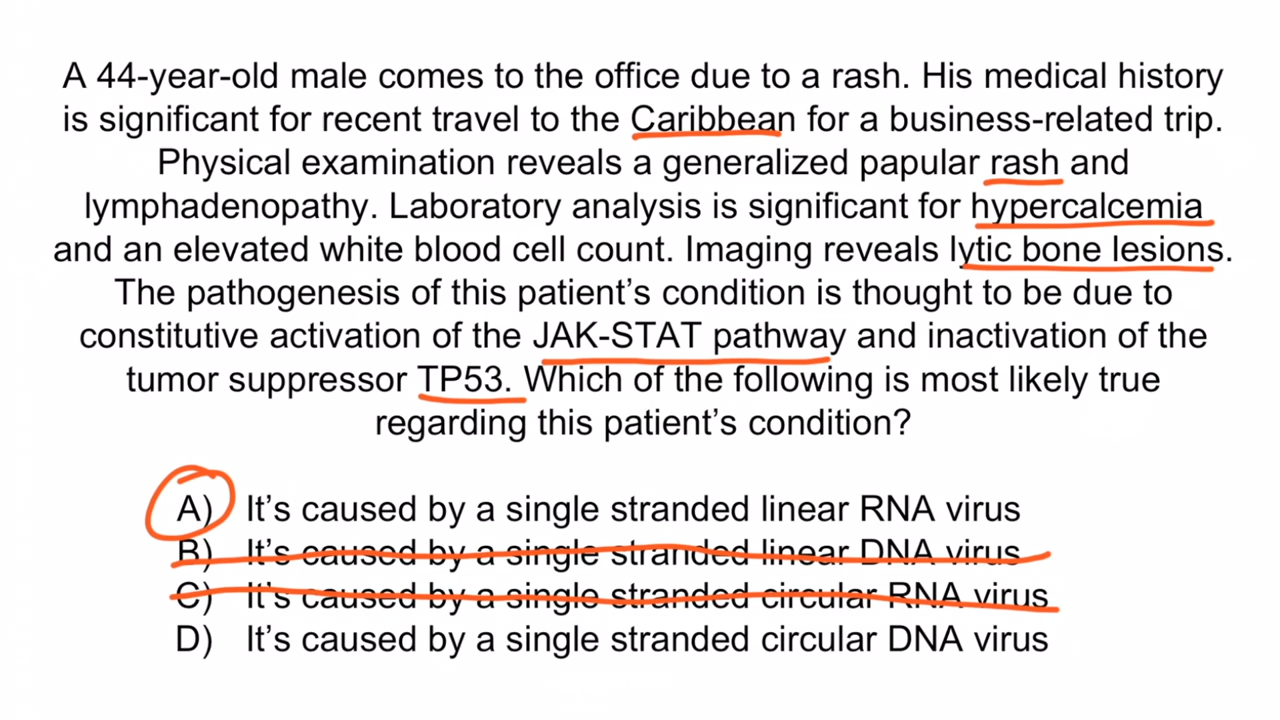 A 44-year-old male comes to the office due to a rash. His medical history
is significant for recent travel to the Caribbean for a business-related trip.
Physical examination reveals a generalized papular rash and
lymphadenopathy. Laboratory analysis is significant for hypercalcemia
and an elevated white blood cell count. Imaging reveals lytic bone lesions.
The pathogenesis of this patient’s condition is thought to be due to
constitutive activation of the JAK-STAT pathway and inactivation of the
tumor suppressor TP53. Which of the following is most likely true
regarding this patient’s condition?
A) It’s caused by a single stranded linear RNA virus
B) It’s caused by a single stranded linear DNA virus
C) It’s caused by a single stranded circular RNA virus
D) It’s caused by a single stranded circular DNA virus